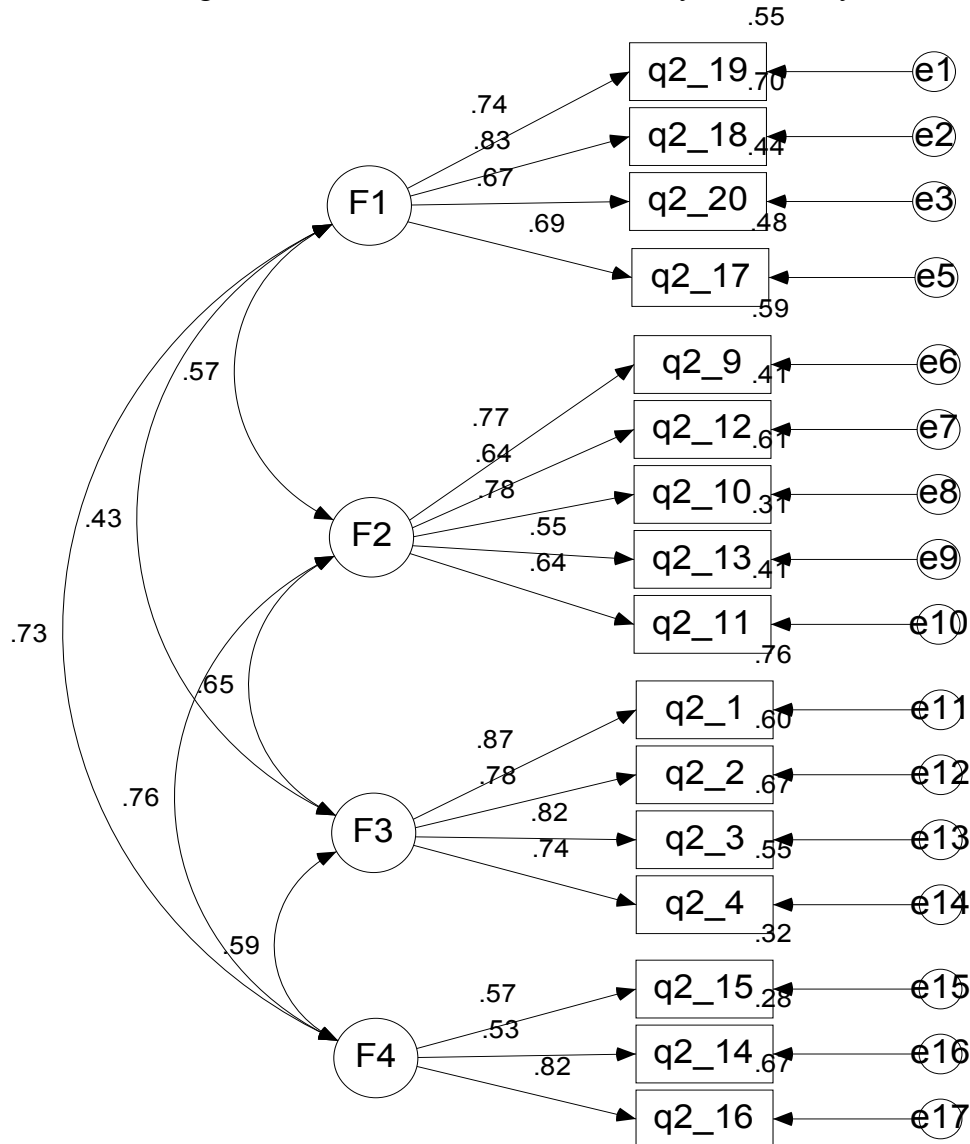 .55
q2_19
e1
.70
.74
q2_18
e2
.83
.44
.67
F1
q2_20
e3
.48
.69
q2_17
e5
.59
.57
q2_9
e6
.41
.77
q2_12
e7
.61
.64
.78
q2_10
e8
.31
.43
.55
F2
q2_13
e9
.64
.41
q2_11
e10
.73
.76
.65
q2_1
e11
.60
.87
.78
q2_2
e12
.67
.76
.82
F3
q2_3
e13
.55
.74
q2_4
e14
.32
.59
.57
q2_15
e15
.28
.53
F4
q2_14
e16
.67
.82
q2_16
e17